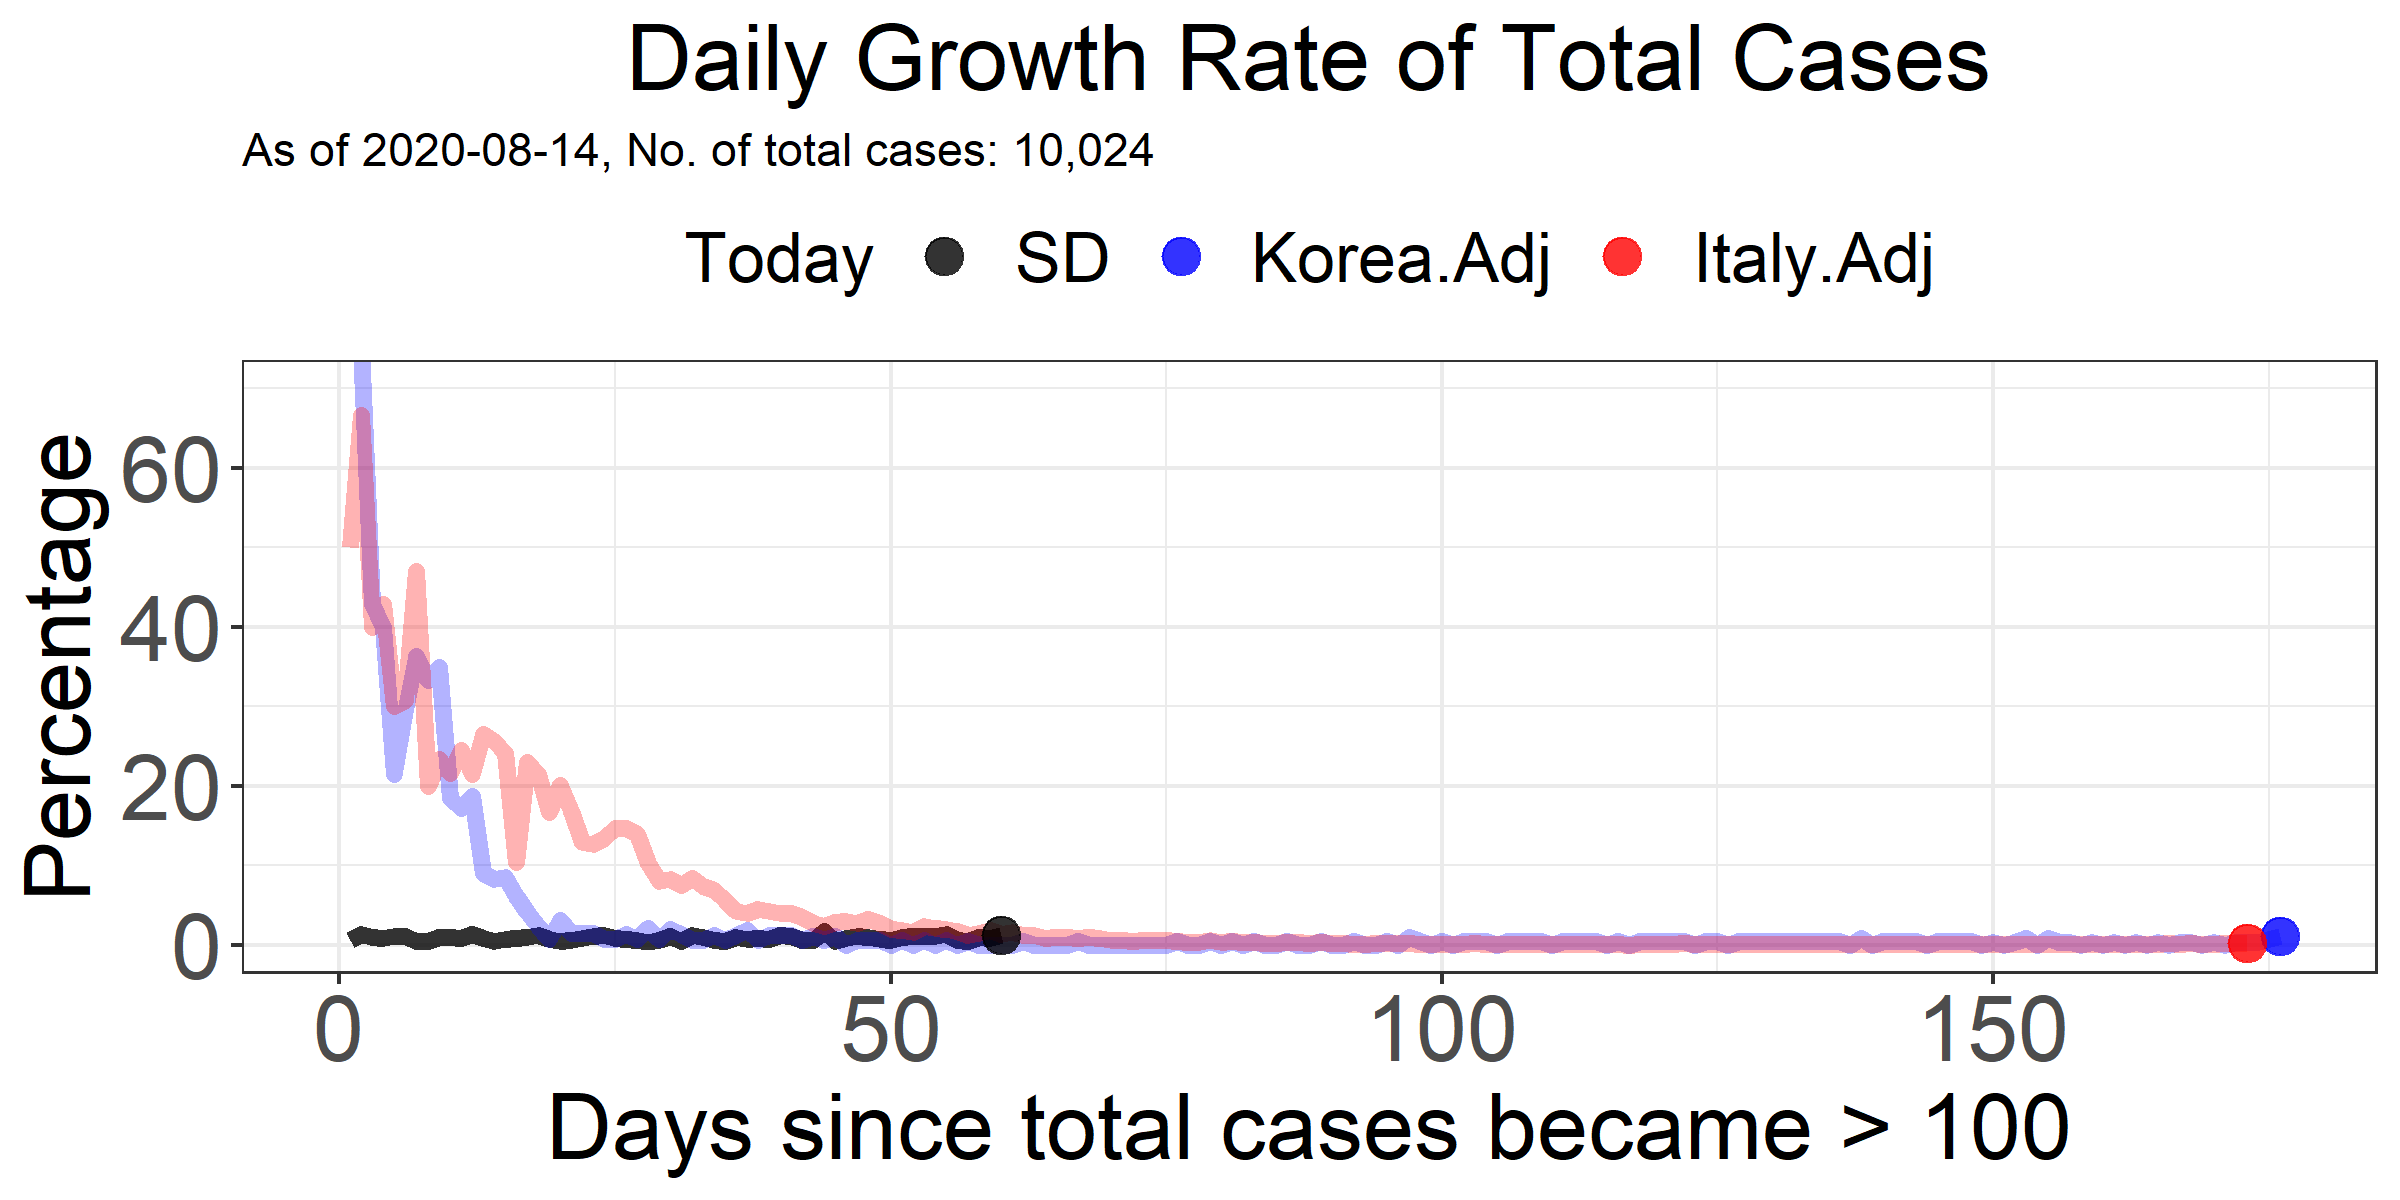 Daily Growth Rate of Total Cases
As of 2020-08-14, No. of total cases: 10,024
Today SD Korea.Adj Italy.Adj
Percentage
60
40
20
0
0 50 100 150
Days since total cases became > 100